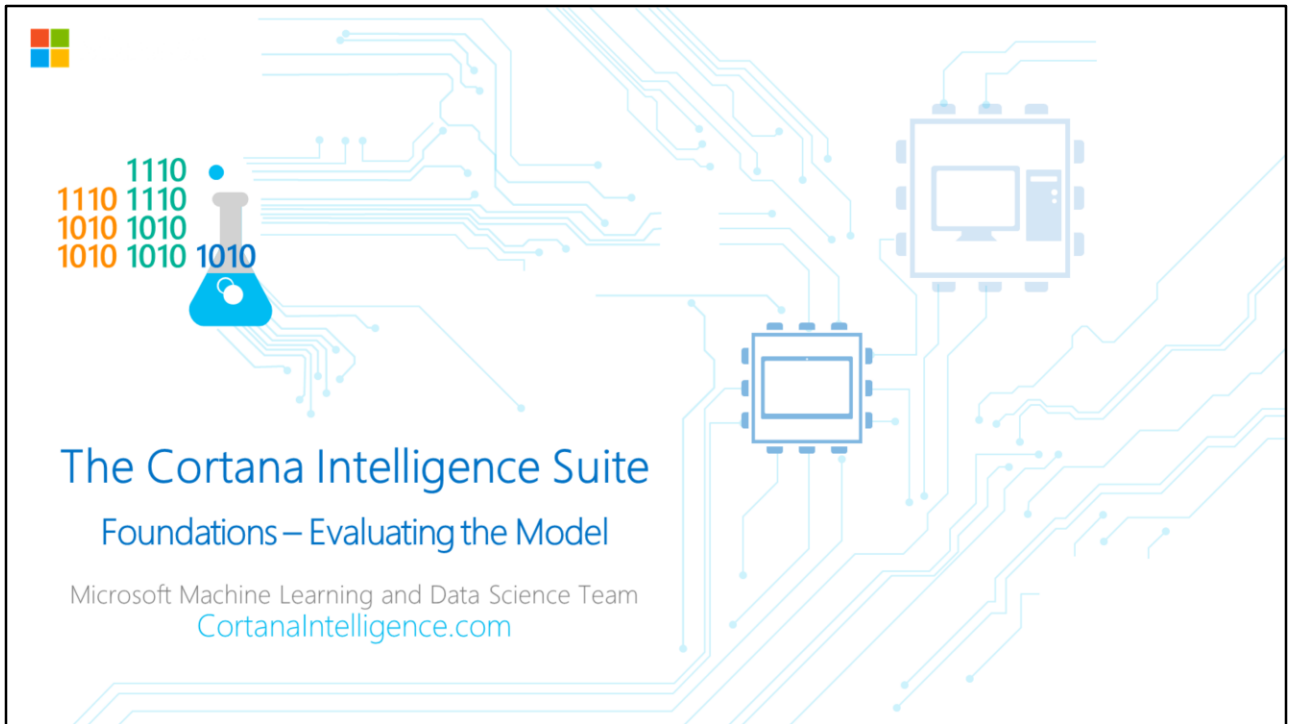 1110
1110 1110
1010 1010
1010 1010 1010
The Cortana Intelligence Suite
Foundations – Evaluating the Model
Microsoft Machine Learning and Data Science Team
CortanaIntelligence.com